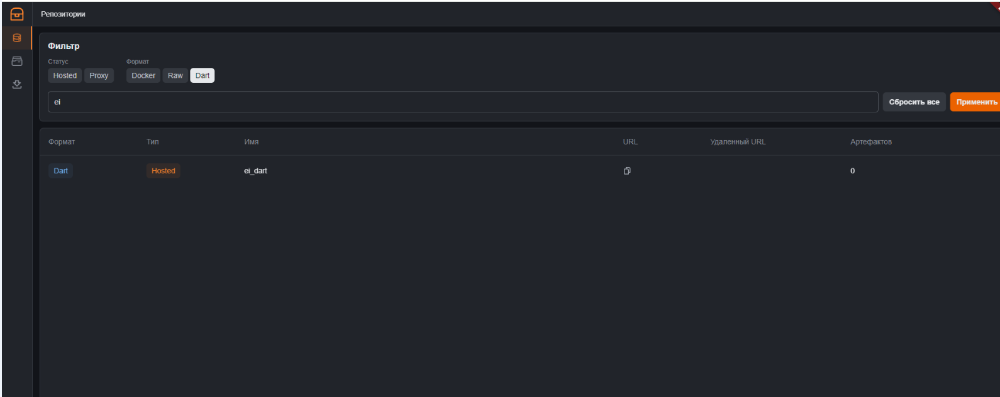 Репозитории
Фильтр
Статус Формат
Hosted Proxy Docker Raw Dart
ei Сбросить все Применить
Формат Тип Имя URL Удаленный URL Артефактов
Dart Hosted ei_dart 0